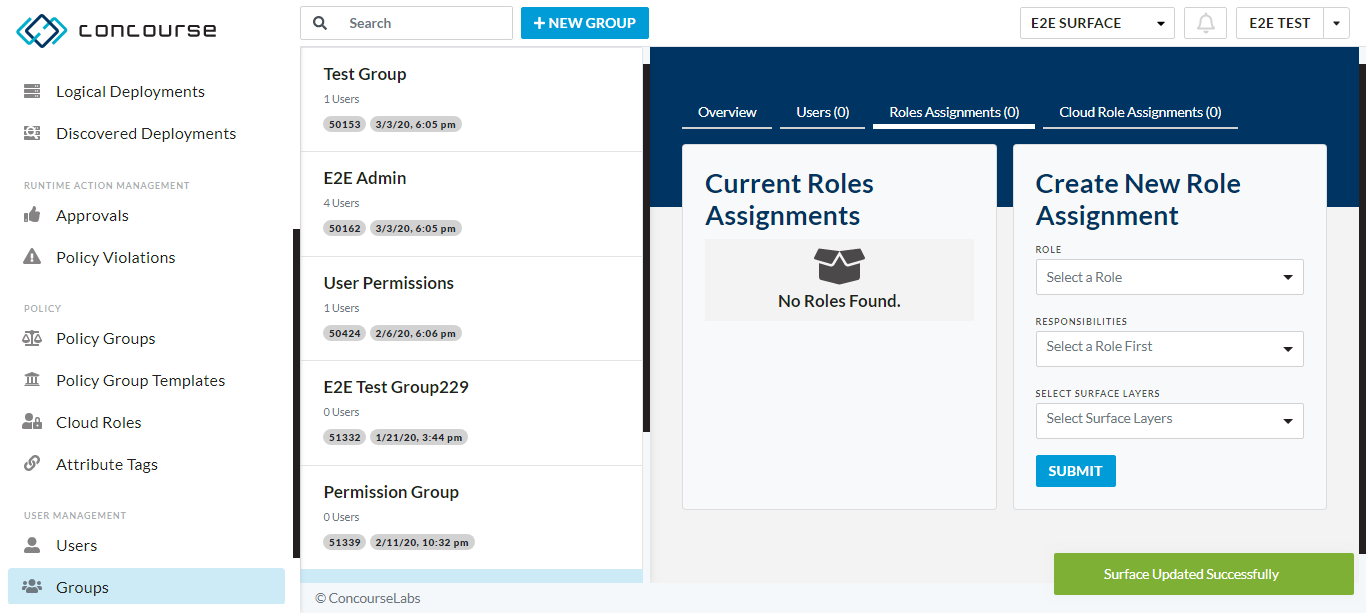 concourse
Search
+ NEW GROUP
E2E SURFACE
E2E TEST
Logical Deployments
Discovered Deployments
RUNTIME ACTION MANAGEMENT
Approvals
Policy Violations
POLICY
Policy Groups
Policy Group Templates
Cloud Roles
Attribute Tags
USER MANAGEMENT
Users
Groups
Test Group
1 Users
50153 3/3/20, 6:05 pm
E2E Admin
4 Users
50162 3/3/20, 6:05 pm
User Permissions
1 Users
50424 2/6/20, 6:06 pm
E2E Test Group229
0 Users
51332 1/21/20, 3:44 pm
Permission Group
0 Users
51339 2/11/20, 10:32 pm
Overview
Users (0)
Roles Assignments (0)
Cloud Role Assignments (0)
Current Roles
Assignments
No Roles Found.
Create New Role
Assignment
ROLE
Select a Role
RESPONSIBILITIES
Select a Role First
SELECT SURFACE LAYERS
Select Surface Layers
SUBMIT
Surface Updated Successfully
© ConcourseLabs